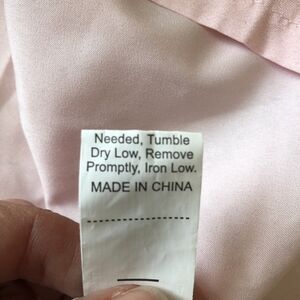 Needed, Tumble
Dry Low, Remove
Promptly, Iron Low.
MADE IN CHINA